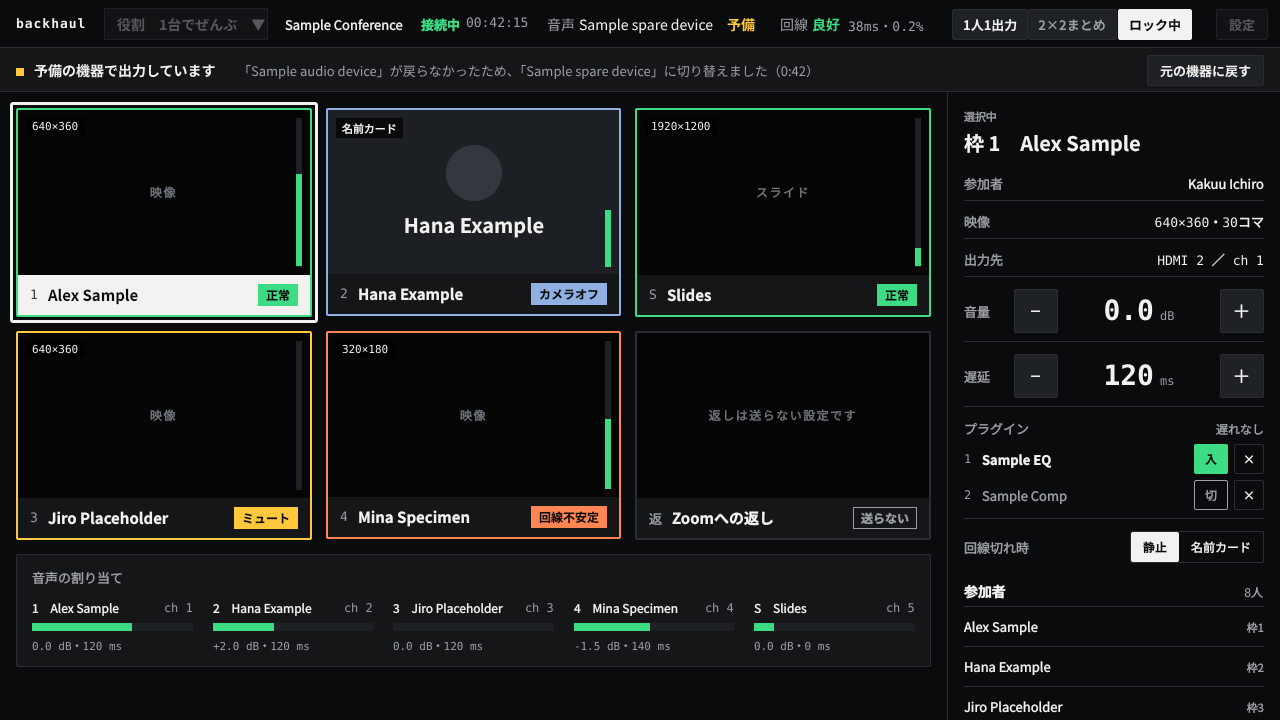 backhaul 役割 1台でぜんぶ ▼ Sample Conference 接続中 00:42:15 音声 Sample spare device 予備 回線 良好 38ms・0.2% 1人1出力 2×2まとめ ロック中 設定
予備の機器で出力しています 「Sample audio device」が戻らなかったため、「Sample spare device」に切り替えました（0:42） 元の機器に戻す
640×360
映像
1 Alex Sample 正常
名前カード
Hana Example
2 Hana Example カメラオフ
1920×1200
スライド
S Slides 正常
640×360
映像
3 Jiro Placeholder ミュート
320×180
映像
4 Mina Specimen 回線不安定
返しは送らない設定です
返 Zoomへの返し 送らない
音声の割り当て
1 Alex Sample ch 1
0.0 dB・120 ms
2 Hana Example ch 2
+2.0 dB・120 ms
3 Jiro Placeholder ch 3
0.0 dB・120 ms
4 Mina Specimen ch 4
-1.5 dB・140 ms
S Slides ch 5
0.0 dB・0 ms
選択中
枠 1 Alex Sample
参加者 Kakuu Ichiro
映像 640×360・30コマ
出力先 HDMI 2 ／ ch 1
音量 − 0.0 dB ＋
遅延 − 120 ms ＋
プラグイン 遅れなし
1 Sample EQ 入 ×
2 Sample Comp 切 ×
回線切れ時 静止 名前カード
参加者 8人
Alex Sample 枠1
Hana Example 枠2
Jiro Placeholder 枠3